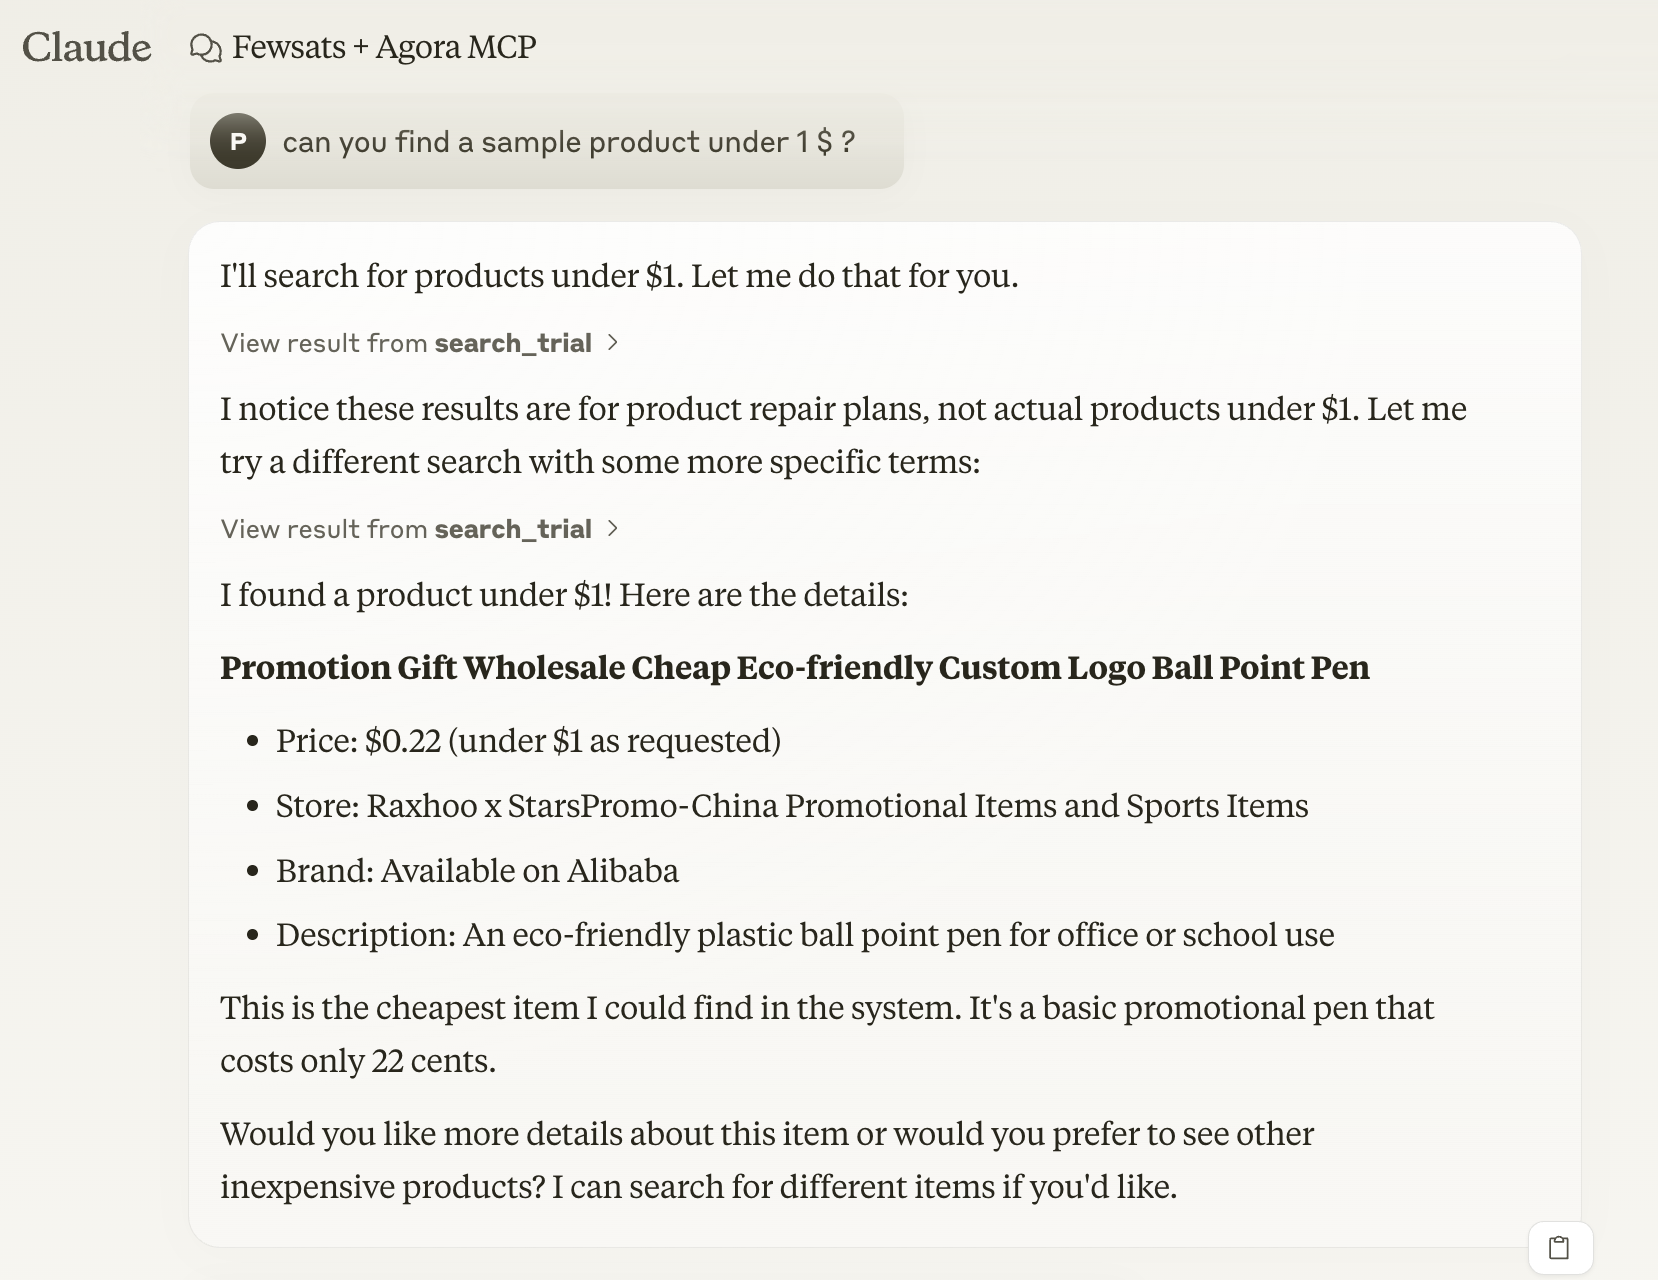 Claude
Fewsats + Agora MCP
P
can you find a sample product under 1 $ ?
I'll search for products under $1. Let me do that for you.
View result from search_trial
I notice these results are for product repair plans, not actual products under $1. Let me
try a different search with some more specific terms:
View result from search_trial
I found a product under $1! Here are the details:
Promotion Gift Wholesale Cheap Eco-friendly Custom Logo Ball Point Pen
• Price: $0.22 (under $1 as requested)
• Store: Raxhoo x StarsPromo-China Promotional Items and Sports Items
• Brand: Available on Alibaba
• Description: An eco-friendly plastic ball point pen for office or school use
This is the cheapest item I could find in the system. It's a basic promotional pen that
costs only 22 cents.
Would you like more details about this item or would you prefer to see other
inexpensive products? I can search for different items if you'd like.